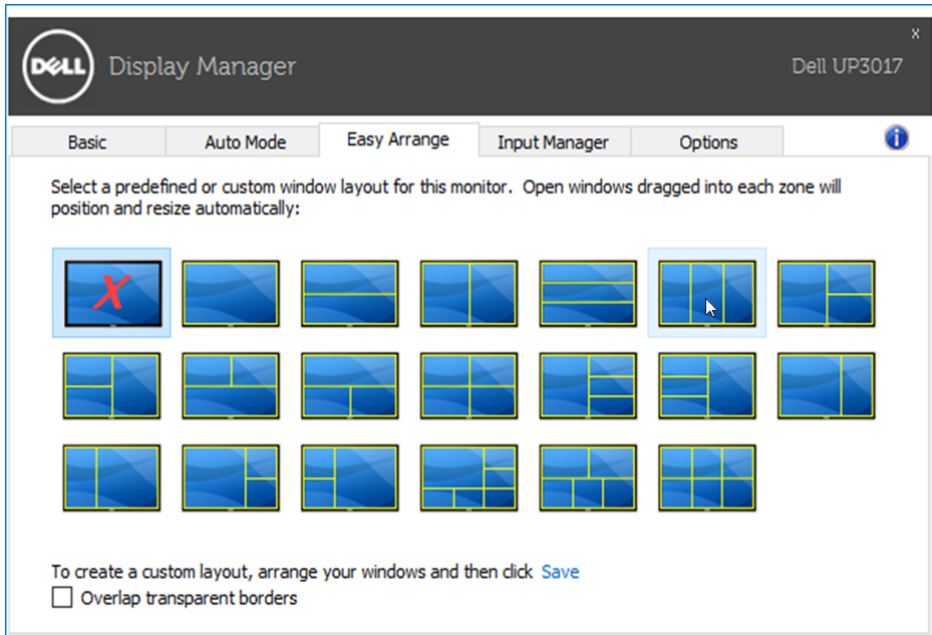 DELL
Display Manager
x
Dell UP3017
Basic
Auto Mode
Easy Arrange
Input Manager
Options
i
Select a predefined or custom window layout for this monitor. Open windows dragged into each zone will
position and resize automatically:
X
To create a custom layout, arrange your windows and then click Save
Overlap transparent borders